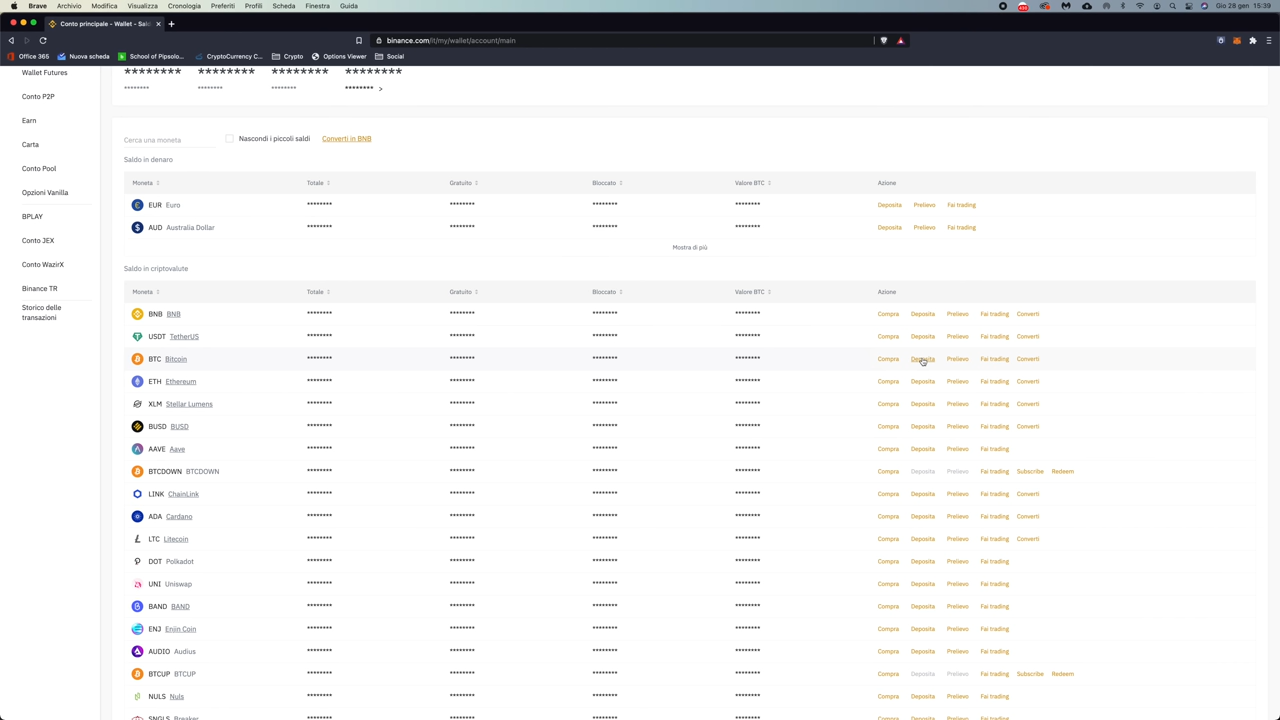 Brave Archivio Modifica Visualizza Cronologia Preferiti Profili Scheda Finestra Guida Gio 28 gen 15:39
Conto principale - Wallet - Sal
binance.com/it/my/wallet/account/main
Office 365 Nuova scheda School of Pipsolo... CryptoCurrency C... Crypto Options Viewer Social
Wallet Futures
Conto P2P
Earn
Carta
Conto Pool
Opzioni Vanilla
BPLAY
Conto JEX
Conto WazirX
Binance TR
Storico delle
transazioni
******** ******** ******** ********
******** ******** ******** ******** >
Cerca una moneta Nascondi i piccoli saldi Converti in BNB
Saldo in denaro
Moneta Totale Gratuito Bloccato Valore BTC Azione
EUR Euro ******** ******** ******** ******** Deposita Prelievo Fai trading
AUD Australia Dollar ******** ******** ******** ******** Deposita Prelievo Fai trading
Mostra di più
Saldo in criptovalute
Moneta Totale Gratuito Bloccato Valore BTC Azione
BNB BNB ******** ******** ******** ******** Compra Deposita Prelievo Fai trading Converti
USDT TetherUS ******** ******** ******** ******** Compra Deposita Prelievo Fai trading Converti
BTC Bitcoin ******** ******** ******** ******** Compra Deposita Prelievo Fai trading Converti
ETH Ethereum ******** ******** ******** ******** Compra Deposita Prelievo Fai trading Converti
XLM Stellar Lumens ******** ******** ******** ******** Compra Deposita Prelievo Fai trading Converti
BUSD BUSD ******** ******** ******** ******** Compra Deposita Prelievo Fai trading Converti
AAVE Aave ******** ******** ******** ******** Compra Deposita Prelievo Fai trading
BTCDOWN BTCDOWN ******** ******** ******** ******** Compra Deposita Prelievo Fai trading Subscribe Redeem
LINK ChainLink ******** ******** ******** ******** Compra Deposita Prelievo Fai trading Converti
ADA Cardano ******** ******** ******** ******** Compra Deposita Prelievo Fai trading Converti
LTC Litecoin ******** ******** ******** ******** Compra Deposita Prelievo Fai trading Converti
DOT Polkadot ******** ******** ******** ******** Compra Deposita Prelievo Fai trading
UNI Uniswap ******** ******** ******** ******** Compra Deposita Prelievo Fai trading
BAND BAND ******** ******** ******** ******** Compra Deposita Prelievo Fai trading
ENJ Enjin Coin ******** ******** ******** ******** Compra Deposita Prelievo Fai trading
AUDIO Audius ******** ******** ******** ******** Compra Deposita Prelievo Fai trading
BTCUP BTCUP ******** ******** ******** ******** Compra Deposita Prelievo Fai trading Subscribe Redeem
NULS Nuls ******** ******** ******** ******** Compra Deposita Prelievo Fai trading
SNGLS Breaker ******** ******** ******** ******** Compra Deposita Prelievo Fai trading